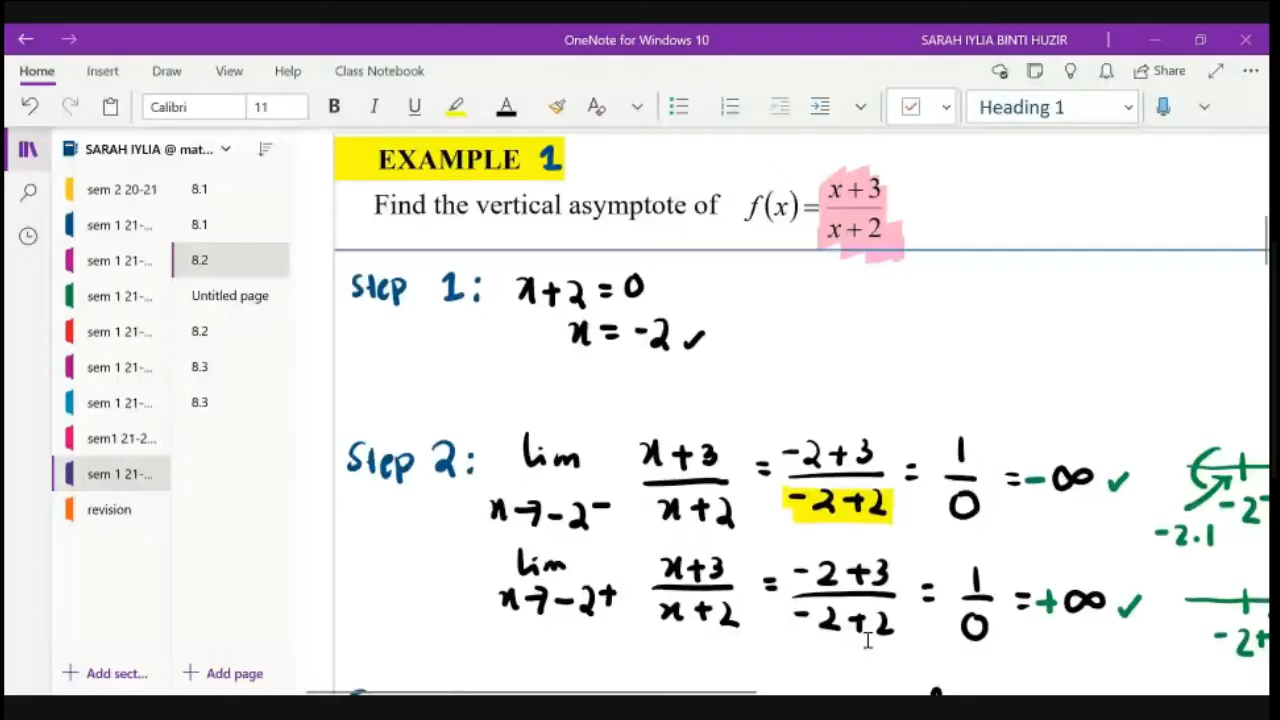 OneNote for Windows 10
SARAH IYLIA BINTI HUZIR
Home Insert Draw View Help Class Notebook
Share
Calibri 11 B I U A Heading 1
SARAH IYLIA @ mat...
sem 2 20-21
sem 1 21-...
sem 1 21-...
sem 1 21-...
sem 1 21-...
sem 1 21-...
sem 1 21-...
sem1 21-2...
sem 1 21-...
revision
Add sect...
8.1
8.1
8.2
Untitled page
8.2
8.3
8.3
Add page
EXAMPLE 1
Find the vertical asymptote of f(x) = (x + 3)/(x + 2)
Step 1: x + 2 = 0
x = -2 ✓
Step 2: lim x→-2⁻ (x+3)/(x+2) = (-2+3)/(-2+2) = 1/0 = -∞ ✓
-2⁻
-2.1
lim x→-2⁺ (x+3)/(x+2) = (-2+3)/(-2+2) = 1/0 = +∞ ✓
-2+